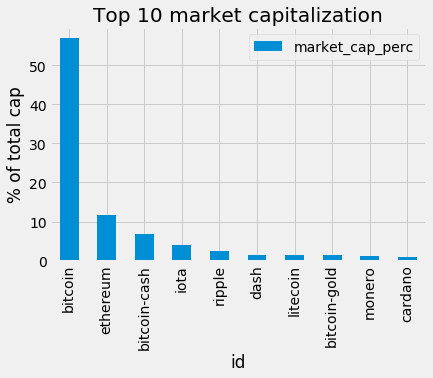 Top 10 market capitalization
market_cap_perc
% of total cap
50
40
30
20
10
0
bitcoin
ethereum
bitcoin-cash
iota
ripple
dash
litecoin
bitcoin-gold
monero
cardano
id